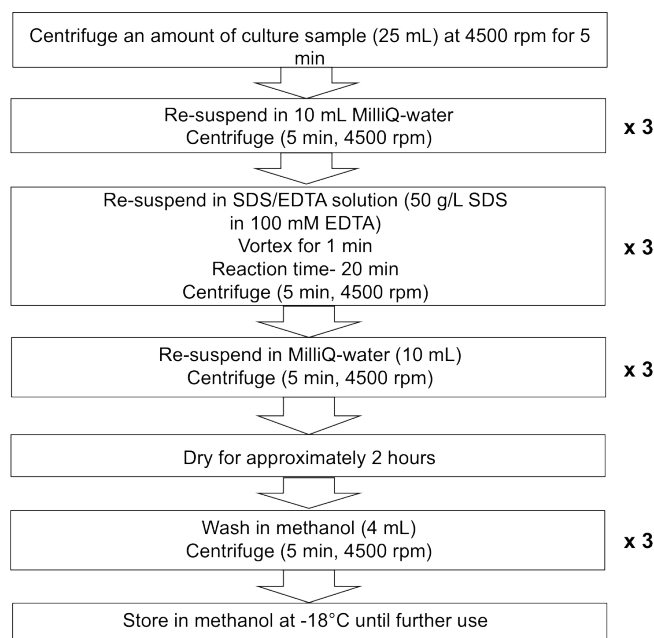 Centrifuge an amount of culture sample (25 mL) at 4500 rpm for 5
min
Re-suspend in 10 mL MilliQ-water
Centrifuge (5 min, 4500 rpm)
x 3
Re-suspend in SDS/EDTA solution (50 g/L SDS
in 100 mM EDTA)
Vortex for 1 min
Reaction time- 20 min
Centrifuge (5 min, 4500 rpm)
x 3
Re-suspend in MilliQ-water (10 mL)
Centrifuge (5 min, 4500 rpm)
x 3
Dry for approximately 2 hours
Wash in methanol (4 mL)
Centrifuge (5 min, 4500 rpm)
x 3
Store in methanol at -18°C until further use